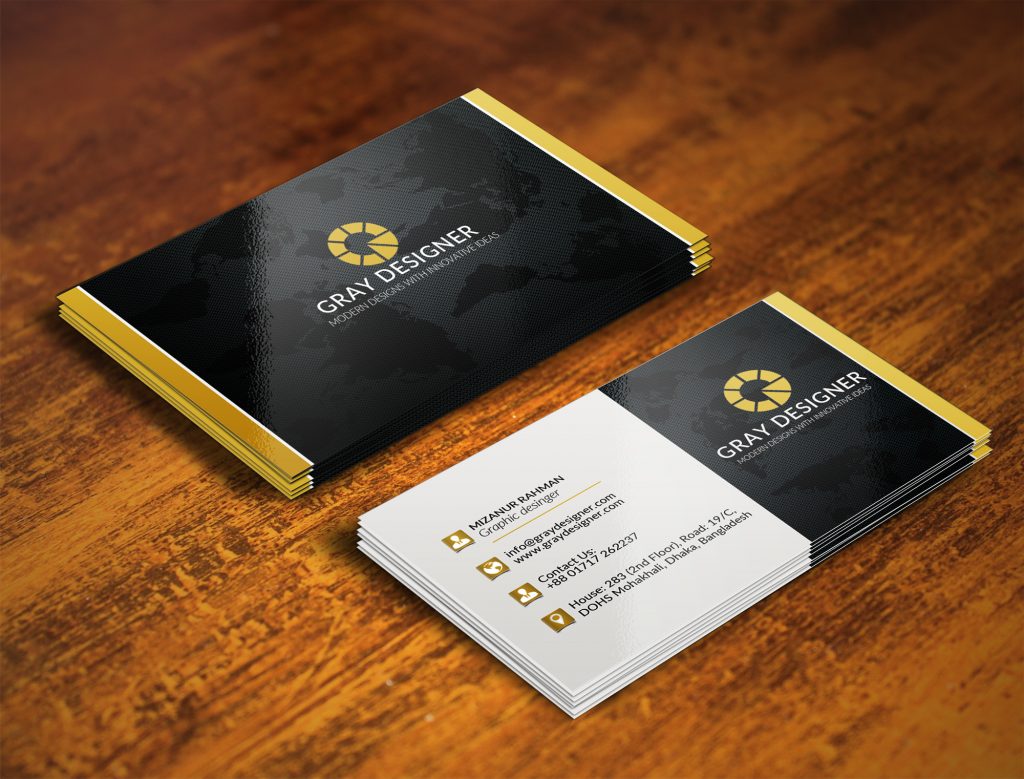 GRAY DESIGNER
MODERN DESIGNS WITH INNOVATIVE IDEAS
GRAY DESIGNER
MODERN DESIGNS WITH INNOVATIVE IDEAS
MIZANUR RAHMAN
Graphic desinger
info@graydesigner.com
www.graydesigner.com
Contact Us:
+88 01717 262237
House: 283 (2nd Floor), Road: 19/C,
DOHS Mohakhali, Dhaka, Bangladesh